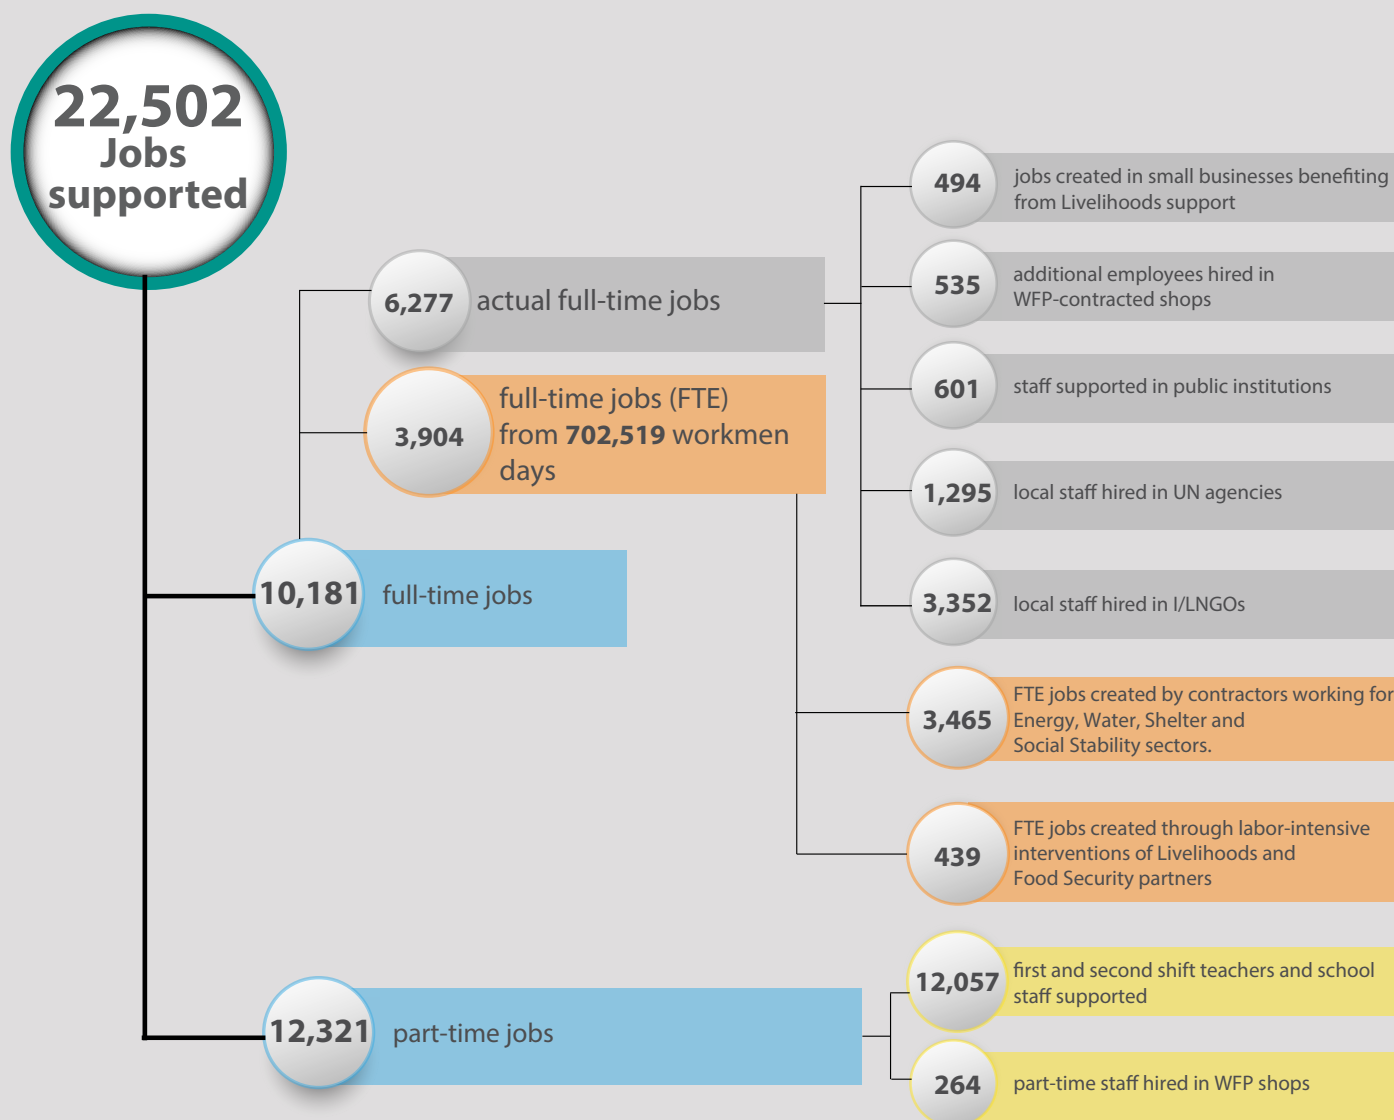 22,502
Jobs
supported
494
jobs created in small businesses benefiting
from Livelihoods support
6,277
actual full-time jobs
535
additional employees hired in
WFP-contracted shops
3,904
full-time jobs (FTE)
from 702,519 workmen
days
601
staff supported in public institutions
1,295
local staff hired in UN agencies
10,181
full-time jobs
3,352
local staff hired in I/LNGOs
3,465
FTE jobs created by contractors working for
Energy, Water, Shelter and
Social Stability sectors.
439
FTE jobs created through labor-intensive
interventions of Livelihoods and
Food Security partners
12,321
part-time jobs
12,057
first and second shift teachers and school
staff supported
264
part-time staff hired in WFP shops